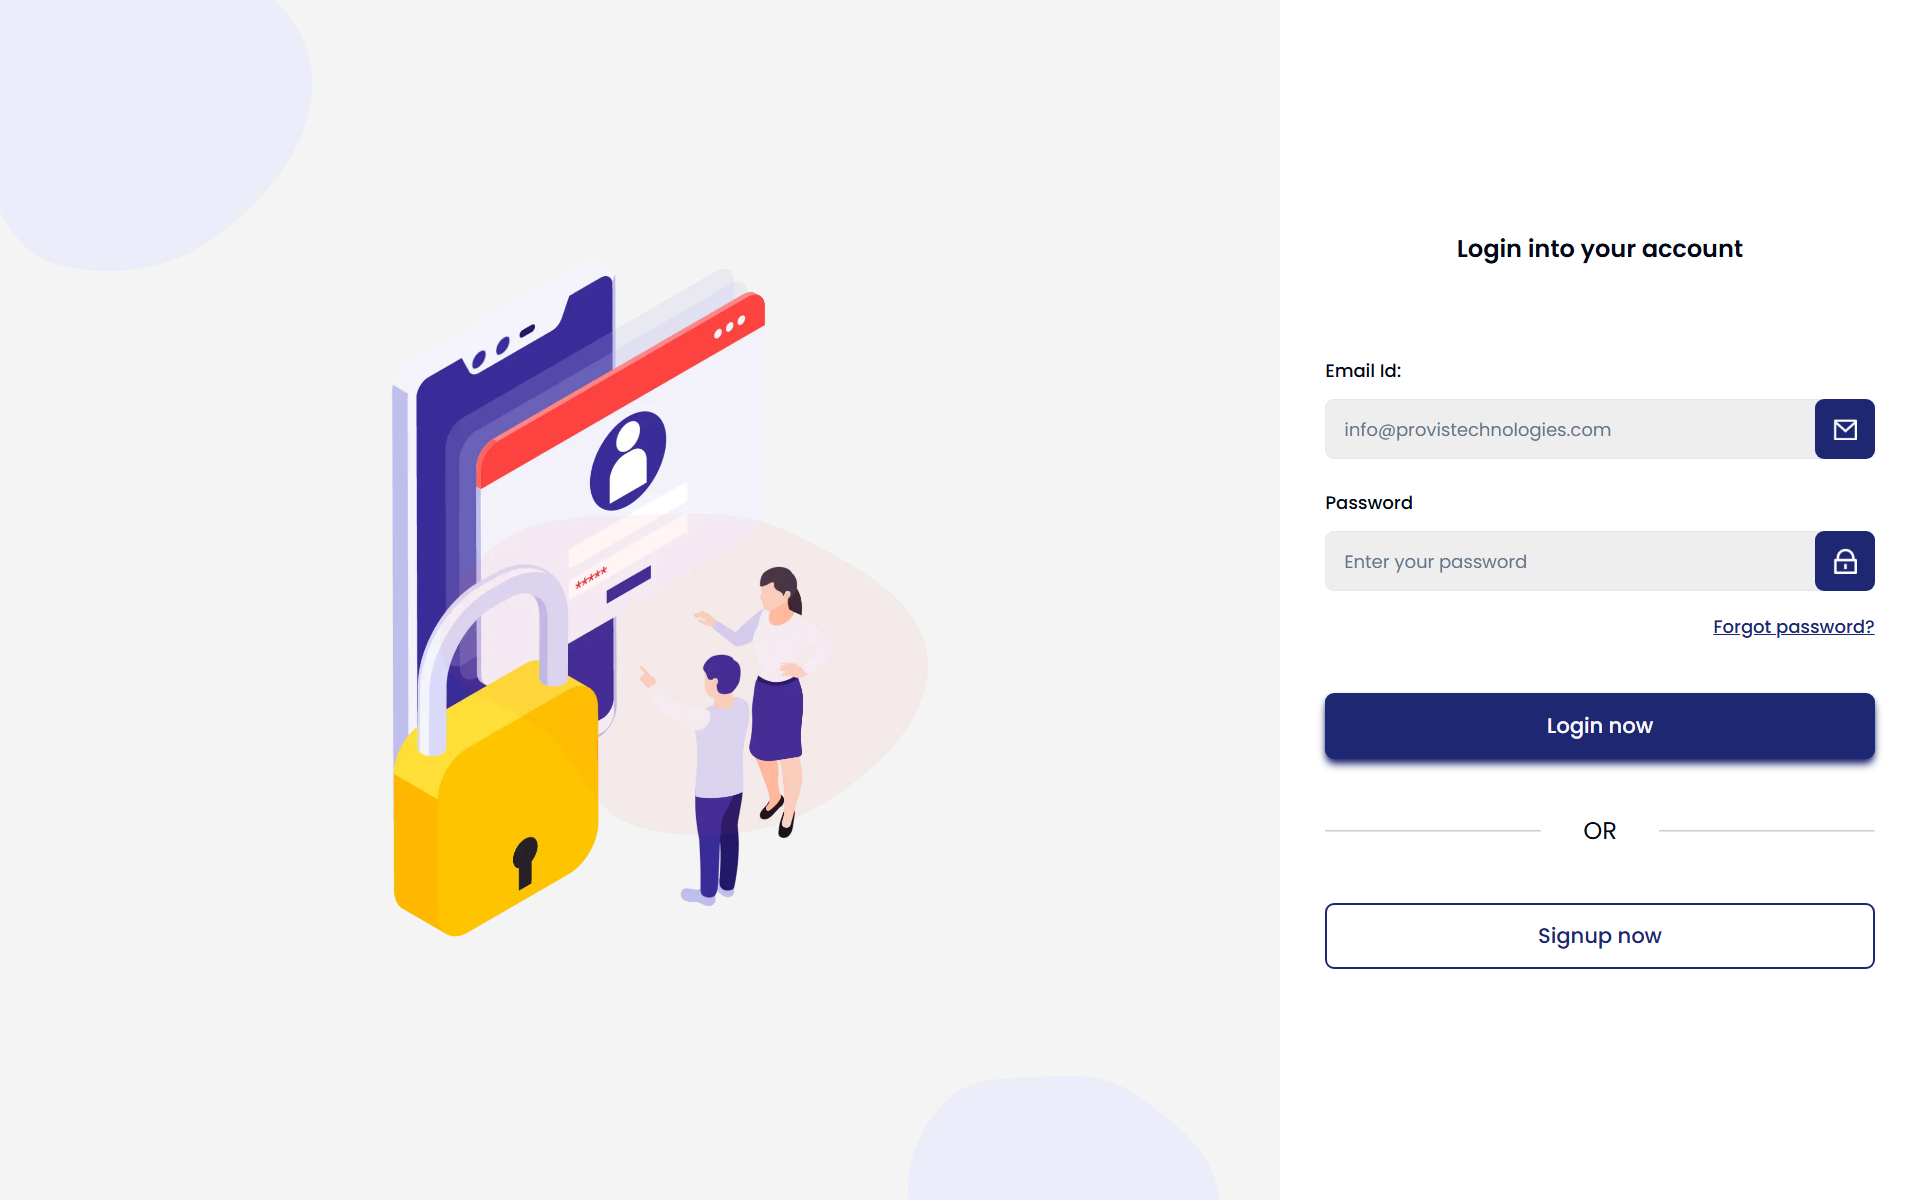 Login into your account
Email Id:
info@provistechnologies.com
Password
Enter your password
Forgot password?
Login now
OR
Signup now
*****